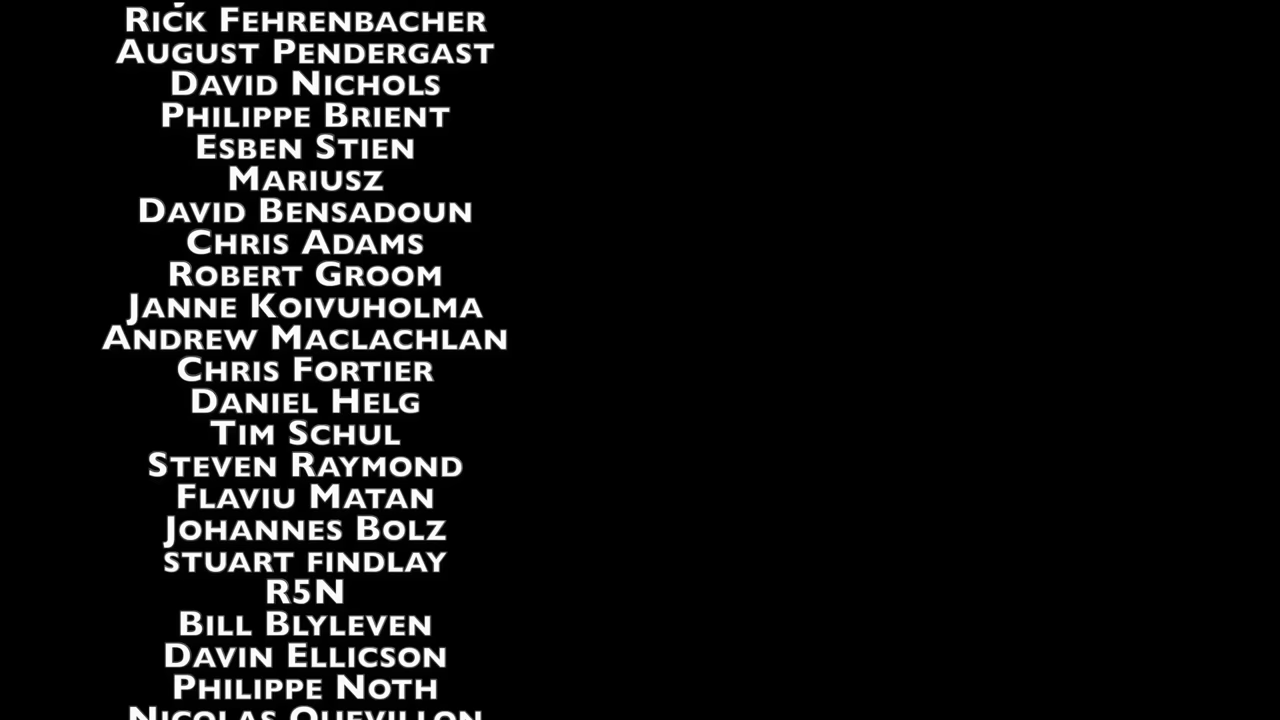 Rick Fehrenbacher
August Pendergast
David Nichols
Philippe Brient
Esben Stien
Mariusz
David Bensadoun
Chris Adams
Robert Groom
Janne Koivuholma
Andrew Maclachlan
Chris Fortier
Daniel Helg
Tim Schul
Steven Raymond
Flaviu Matan
Johannes Bolz
stuart findlay
R5N
Bill Blyleven
Davin Ellicson
Philippe Noth
Nicolas Quevillon